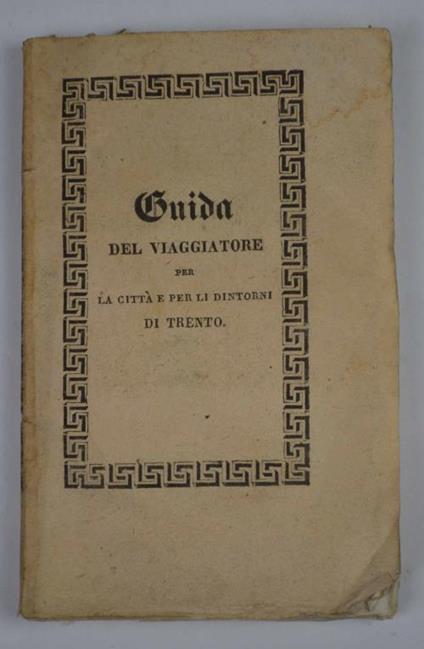 Guida
DEL VIAGGIATORE
PER
LA CITTÀ E PER LI DINTORNI
DI TRENTO.